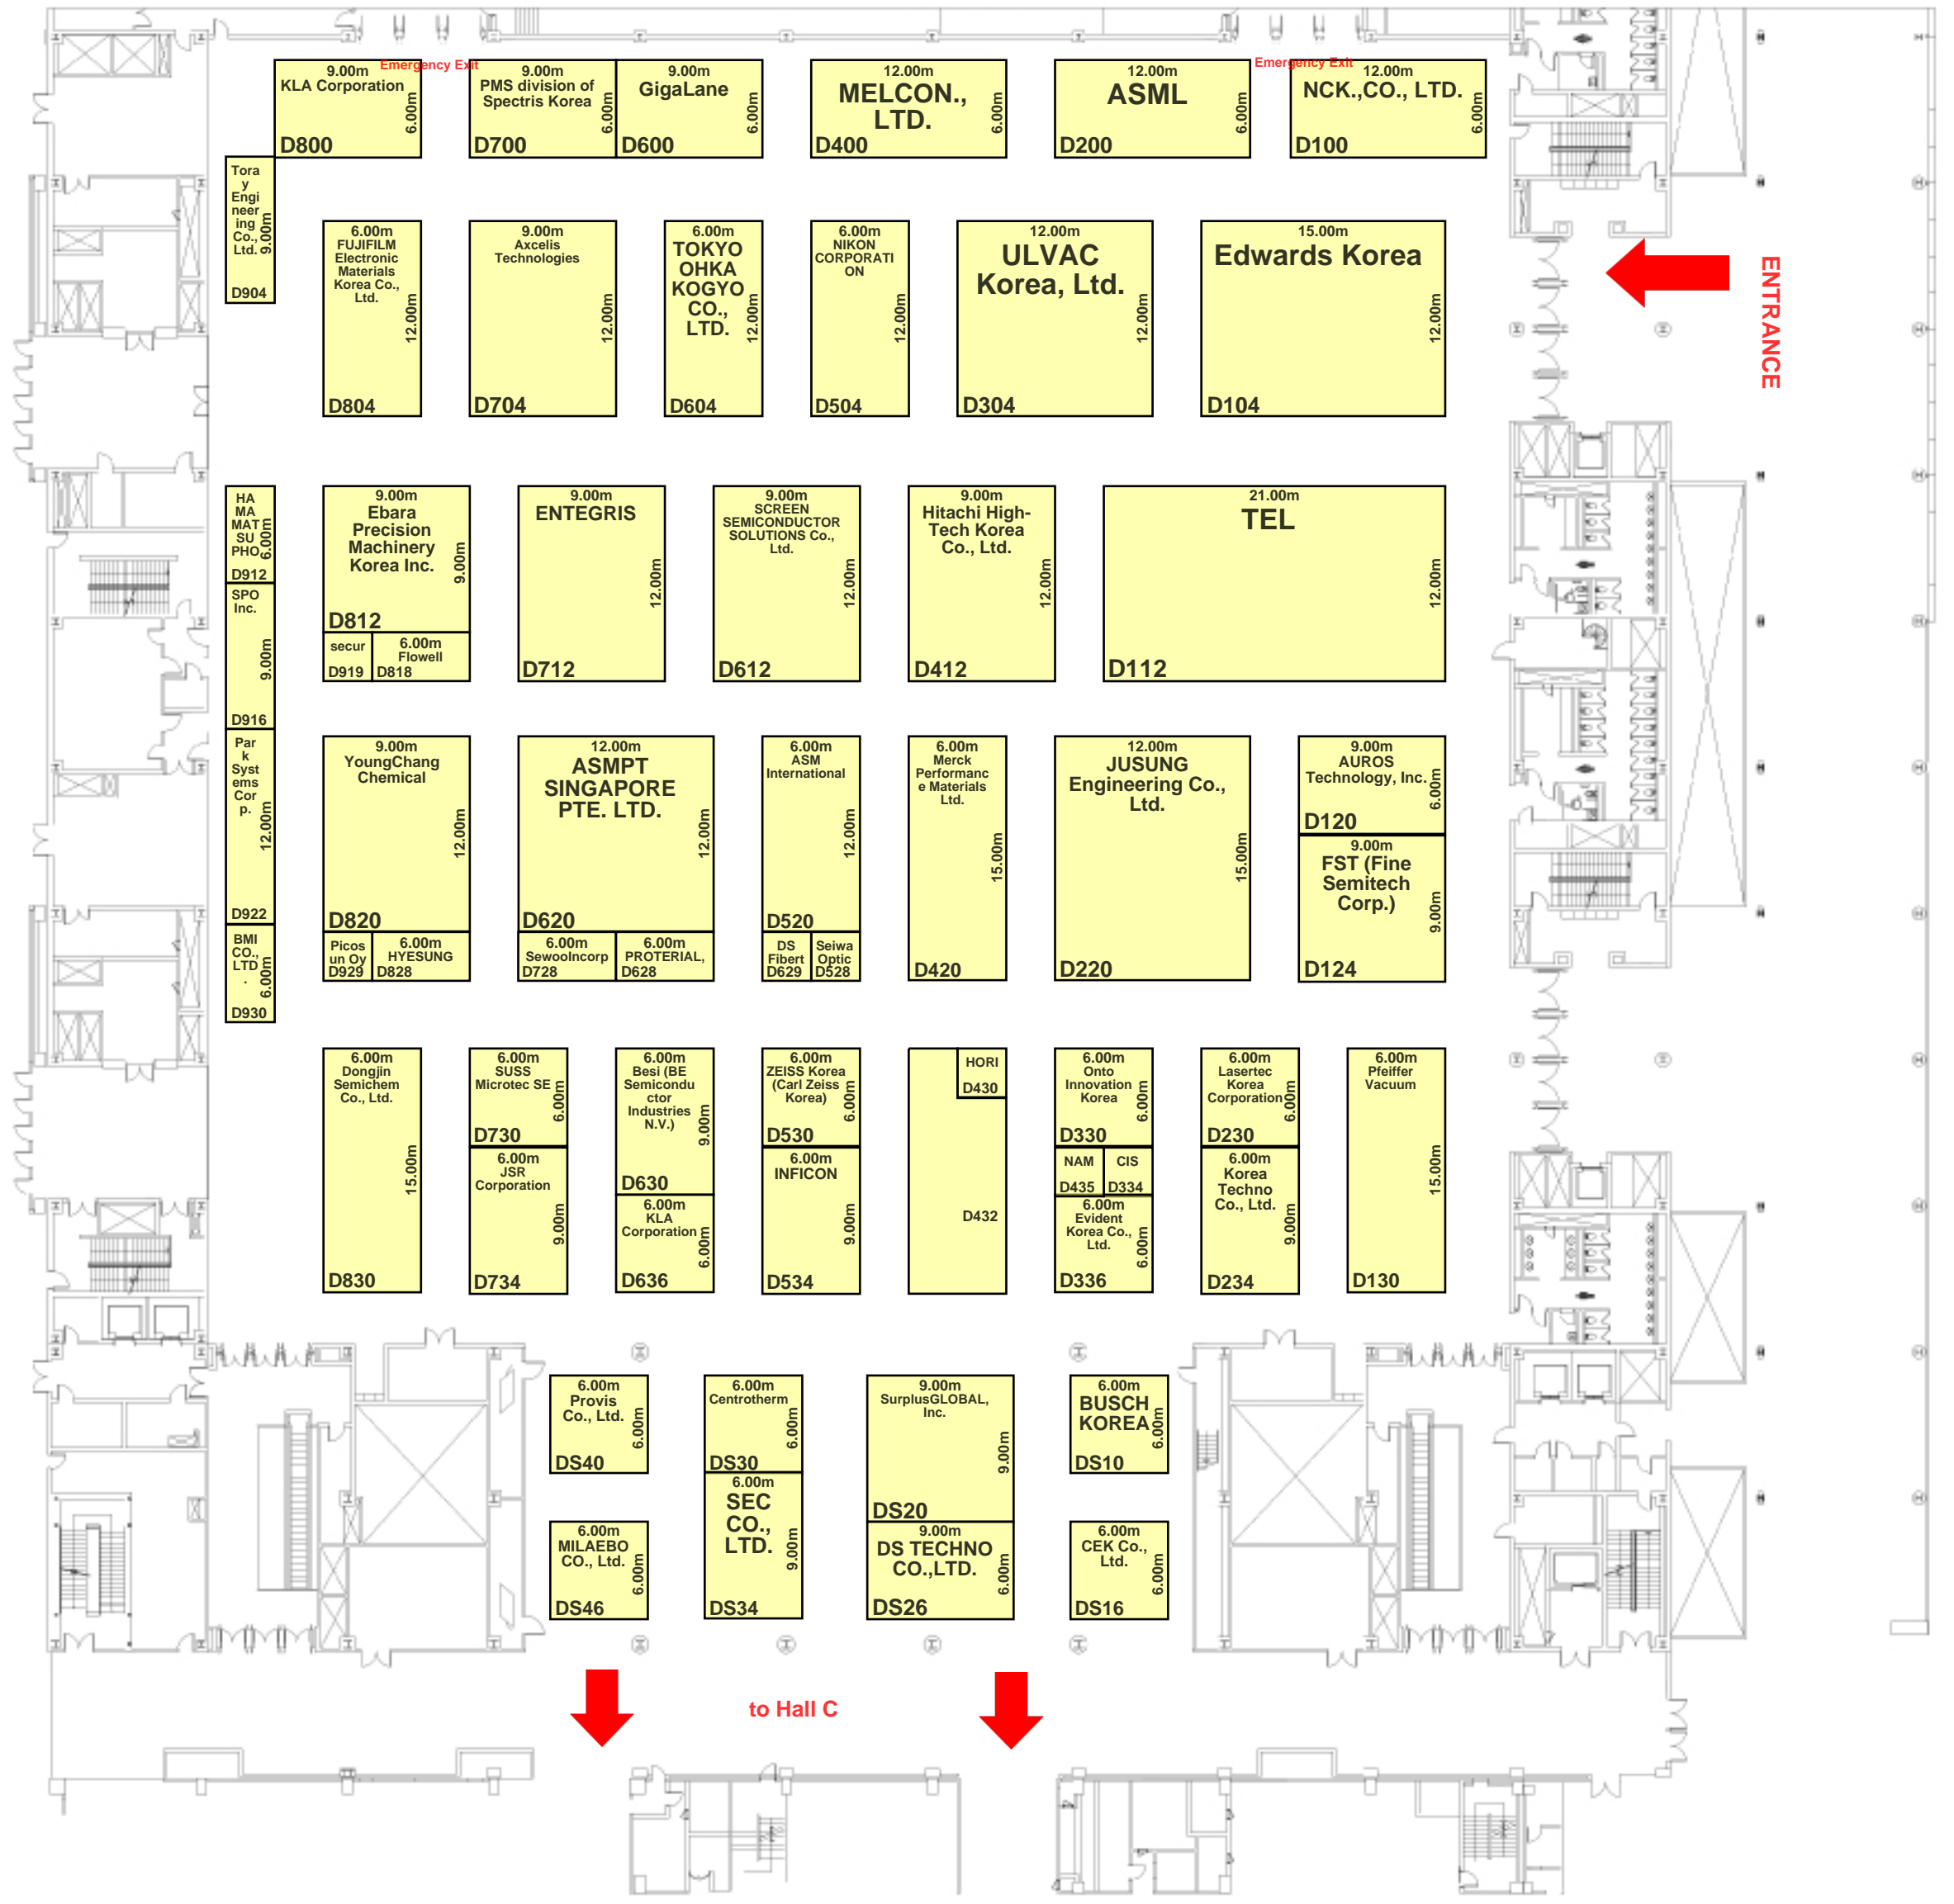 Emergency Exit
Emergency Exit
9.00m
KLA Corporation
6.00m
D800
9.00m
PMS division of
Spectris Korea
6.00m
D700
9.00m
GigaLane
6.00m
D600
12.00m
MELCON.,
LTD.
6.00m
D400
12.00m
ASML
6.00m
D200
12.00m
NCK.,CO., LTD.
6.00m
D100
Tora
y
Engi
neer
ing
Co.,
Ltd.
9.00m
D904
6.00m
FUJIFILM
Electronic
Materials
Korea Co.,
Ltd.
12.00m
D804
9.00m
Axcelis
Technologies
12.00m
D704
6.00m
TOKYO
OHKA
KOGYO
CO.,
LTD.
12.00m
D604
6.00m
NIKON
CORPORATI
ON
12.00m
D504
12.00m
ULVAC
Korea, Ltd.
12.00m
D304
15.00m
Edwards Korea
12.00m
D104
ENTRANCE
HA
MA
MAT
SU
PHO
6.00m
D912
SPO
Inc.
9.00m
D916
Par
k
Syst
ems
Cor
p.
12.00m
D922
BMI
CO.,
LTD
.
6.00m
D930
9.00m
Ebara
Precision
Machinery
Korea Inc.
9.00m
D812
secur
D919
6.00m
Flowell
D818
9.00m
ENTEGRIS
12.00m
D712
9.00m
SCREEN
SEMICONDUCTOR
SOLUTIONS Co.,
Ltd.
12.00m
D612
9.00m
Hitachi High-
Tech Korea
Co., Ltd.
12.00m
D412
21.00m
TEL
12.00m
D112
9.00m
YoungChang
Chemical
12.00m
D820
Picos
un Oy
D929
6.00m
HYESUNG
D828
12.00m
ASMPT
SINGAPORE
PTE. LTD.
12.00m
D620
6.00m
Sewoolncorp
D728
6.00m
PROTERIAL,
D628
6.00m
ASM
International
12.00m
D520
DS
Fibert
D629
Seiwa
Optic
D528
6.00m
Merck
Performanc
e Materials
Ltd.
15.00m
D420
12.00m
JUSUNG
Engineering Co.,
Ltd.
15.00m
D220
9.00m
AUROS
Technology, Inc.
6.00m
D120
9.00m
FST (Fine
Semitech
Corp.)
9.00m
D124
6.00m
Dongjin
Semichem
Co., Ltd.
15.00m
D830
6.00m
SUSS
Microtec SE
6.00m
D730
6.00m
JSR
Corporation
9.00m
D734
6.00m
Besi (BE
Semicondu
ctor
Industries
N.V.)
9.00m
D630
6.00m
KLA
Corporation
6.00m
D636
6.00m
ZEISS Korea
(Carl Zeiss
Korea)
6.00m
D530
6.00m
INFICON
9.00m
D534
HORI
D430
D432
6.00m
Onto
Innovation
Korea
6.00m
D330
NAM
D435
CIS
D334
6.00m
Evident
Korea Co.,
Ltd.
6.00m
D336
6.00m
Lasertec
Korea
Corporation
6.00m
D230
6.00m
Korea
Techno
Co., Ltd.
9.00m
D234
6.00m
Pfeiffer
Vacuum
15.00m
D130
6.00m
Provis
Co., Ltd.
6.00m
DS40
6.00m
MILAEBO
CO., Ltd.
6.00m
DS46
6.00m
Centrotherm
6.00m
DS30
6.00m
SEC
CO.,
LTD.
9.00m
DS34
9.00m
SurplusGLOBAL,
Inc.
9.00m
DS20
9.00m
DS TECHNO
CO.,LTD.
6.00m
DS26
6.00m
BUSCH
KOREA
6.00m
DS10
6.00m
CEK Co.,
Ltd.
6.00m
DS16
to Hall C